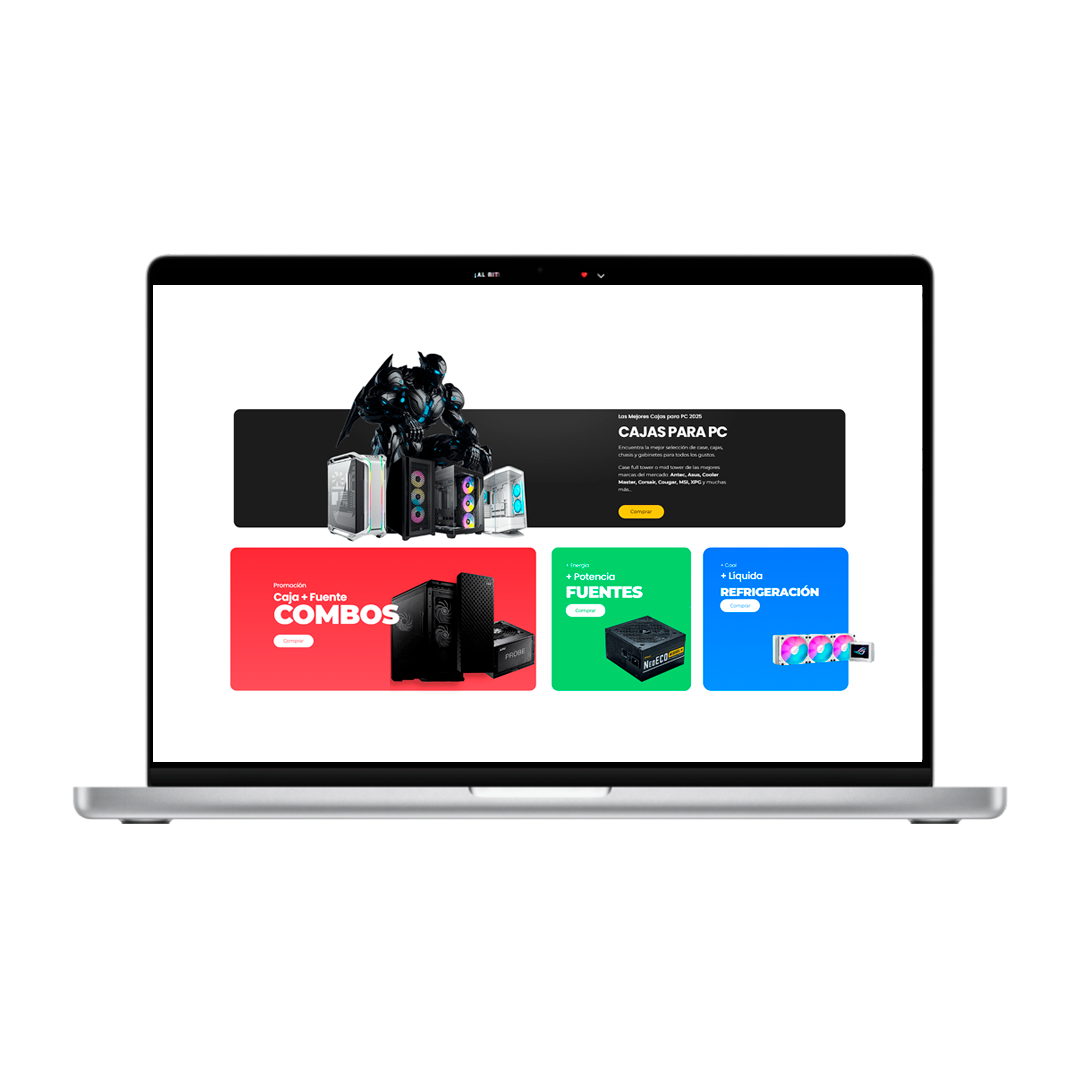 ¡AL BIT!
Las Mejores Cajas para PC 2025
CAJAS PARA PC
Encuentra la mejor selección de case, cajas,
chasis y gabinetes para todos los gustos.
Case full tower o mid tower de las mejores
marcas del mercado: Antec, Asus, Cooler
Master, Corsair, Cougar, MSI, XPG y muchas
más...
Comprar
Promoción
Caja + Fuente
COMBOS
Comprar
PROBE
+ Energía
+ Potencia
FUENTES
Comprar
NeoECO
+ Cool
+ Líquida
REFRIGERACIÓN
Comprar